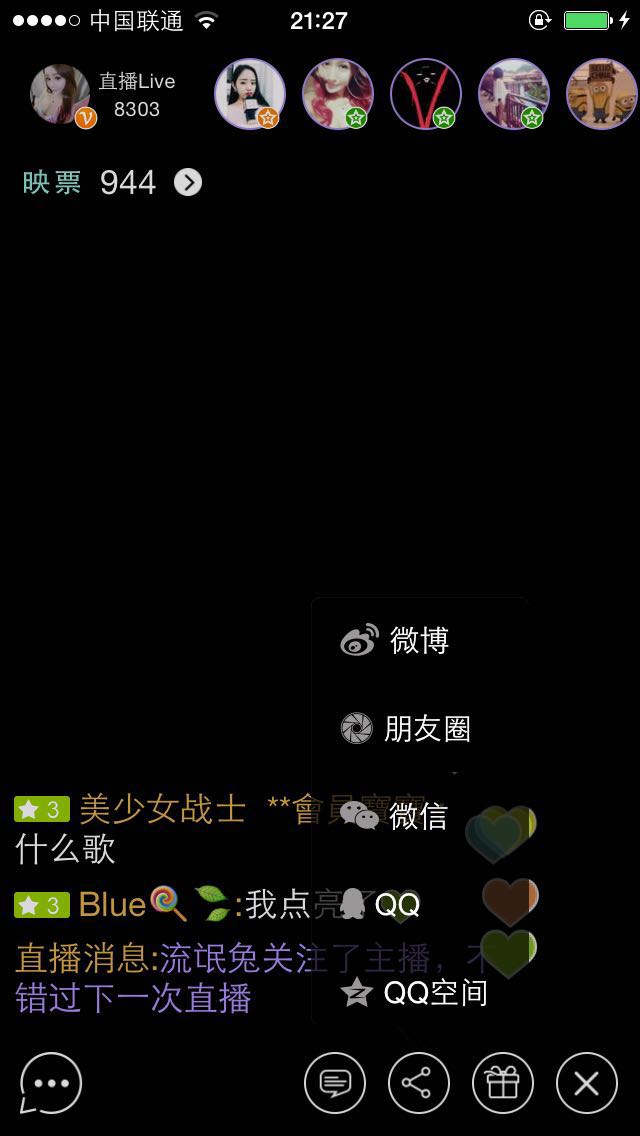 中国联通 21:27
直播Live
8303
映票 944
微博
朋友圈
微信
QQ
QQ空间
3 美少女战士 **會員寶寶
什么歌
3 Blue:我点亮了
直播消息:流氓兔关注了主播，不
错过下一次直播